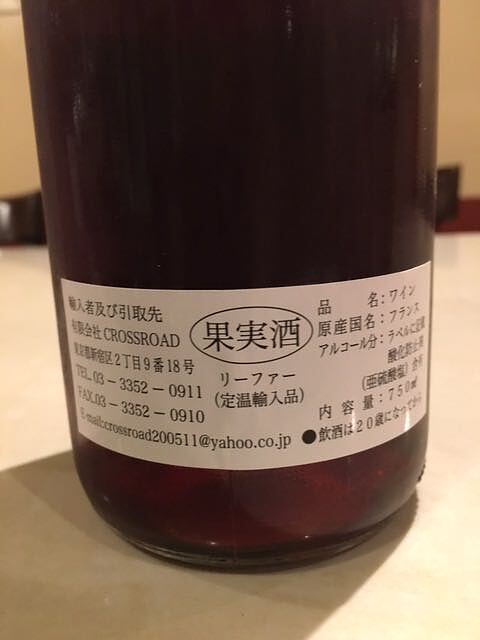 輸入者及び引取先
有限会社 CROSSROAD
東京都新宿区2丁目9番18号
TEL.03－3352－0911
FAX.03－3352－0910
E-mail:crossroad200511@yahoo.co.jp
果実酒
リーファー
(定温輸入品)
品 名：ワイン
原産国名：フランス
アルコール分：ラベルに記載
酸化防止剤
(亜硫酸塩) 含有
内 容 量：750ml
●飲酒は20歳になってから